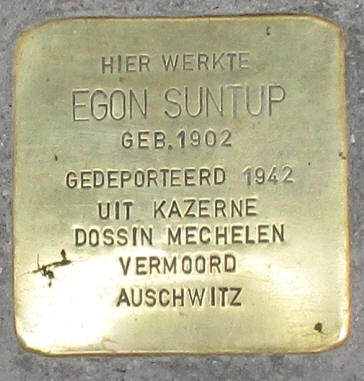 HIER WERKTE
EGON SUNTUP
GEB. 1902
GEDEPORTEERD 1942
UIT KAZERNE
DOSSIN MECHELEN
VERMOORD
AUSCHWITZ